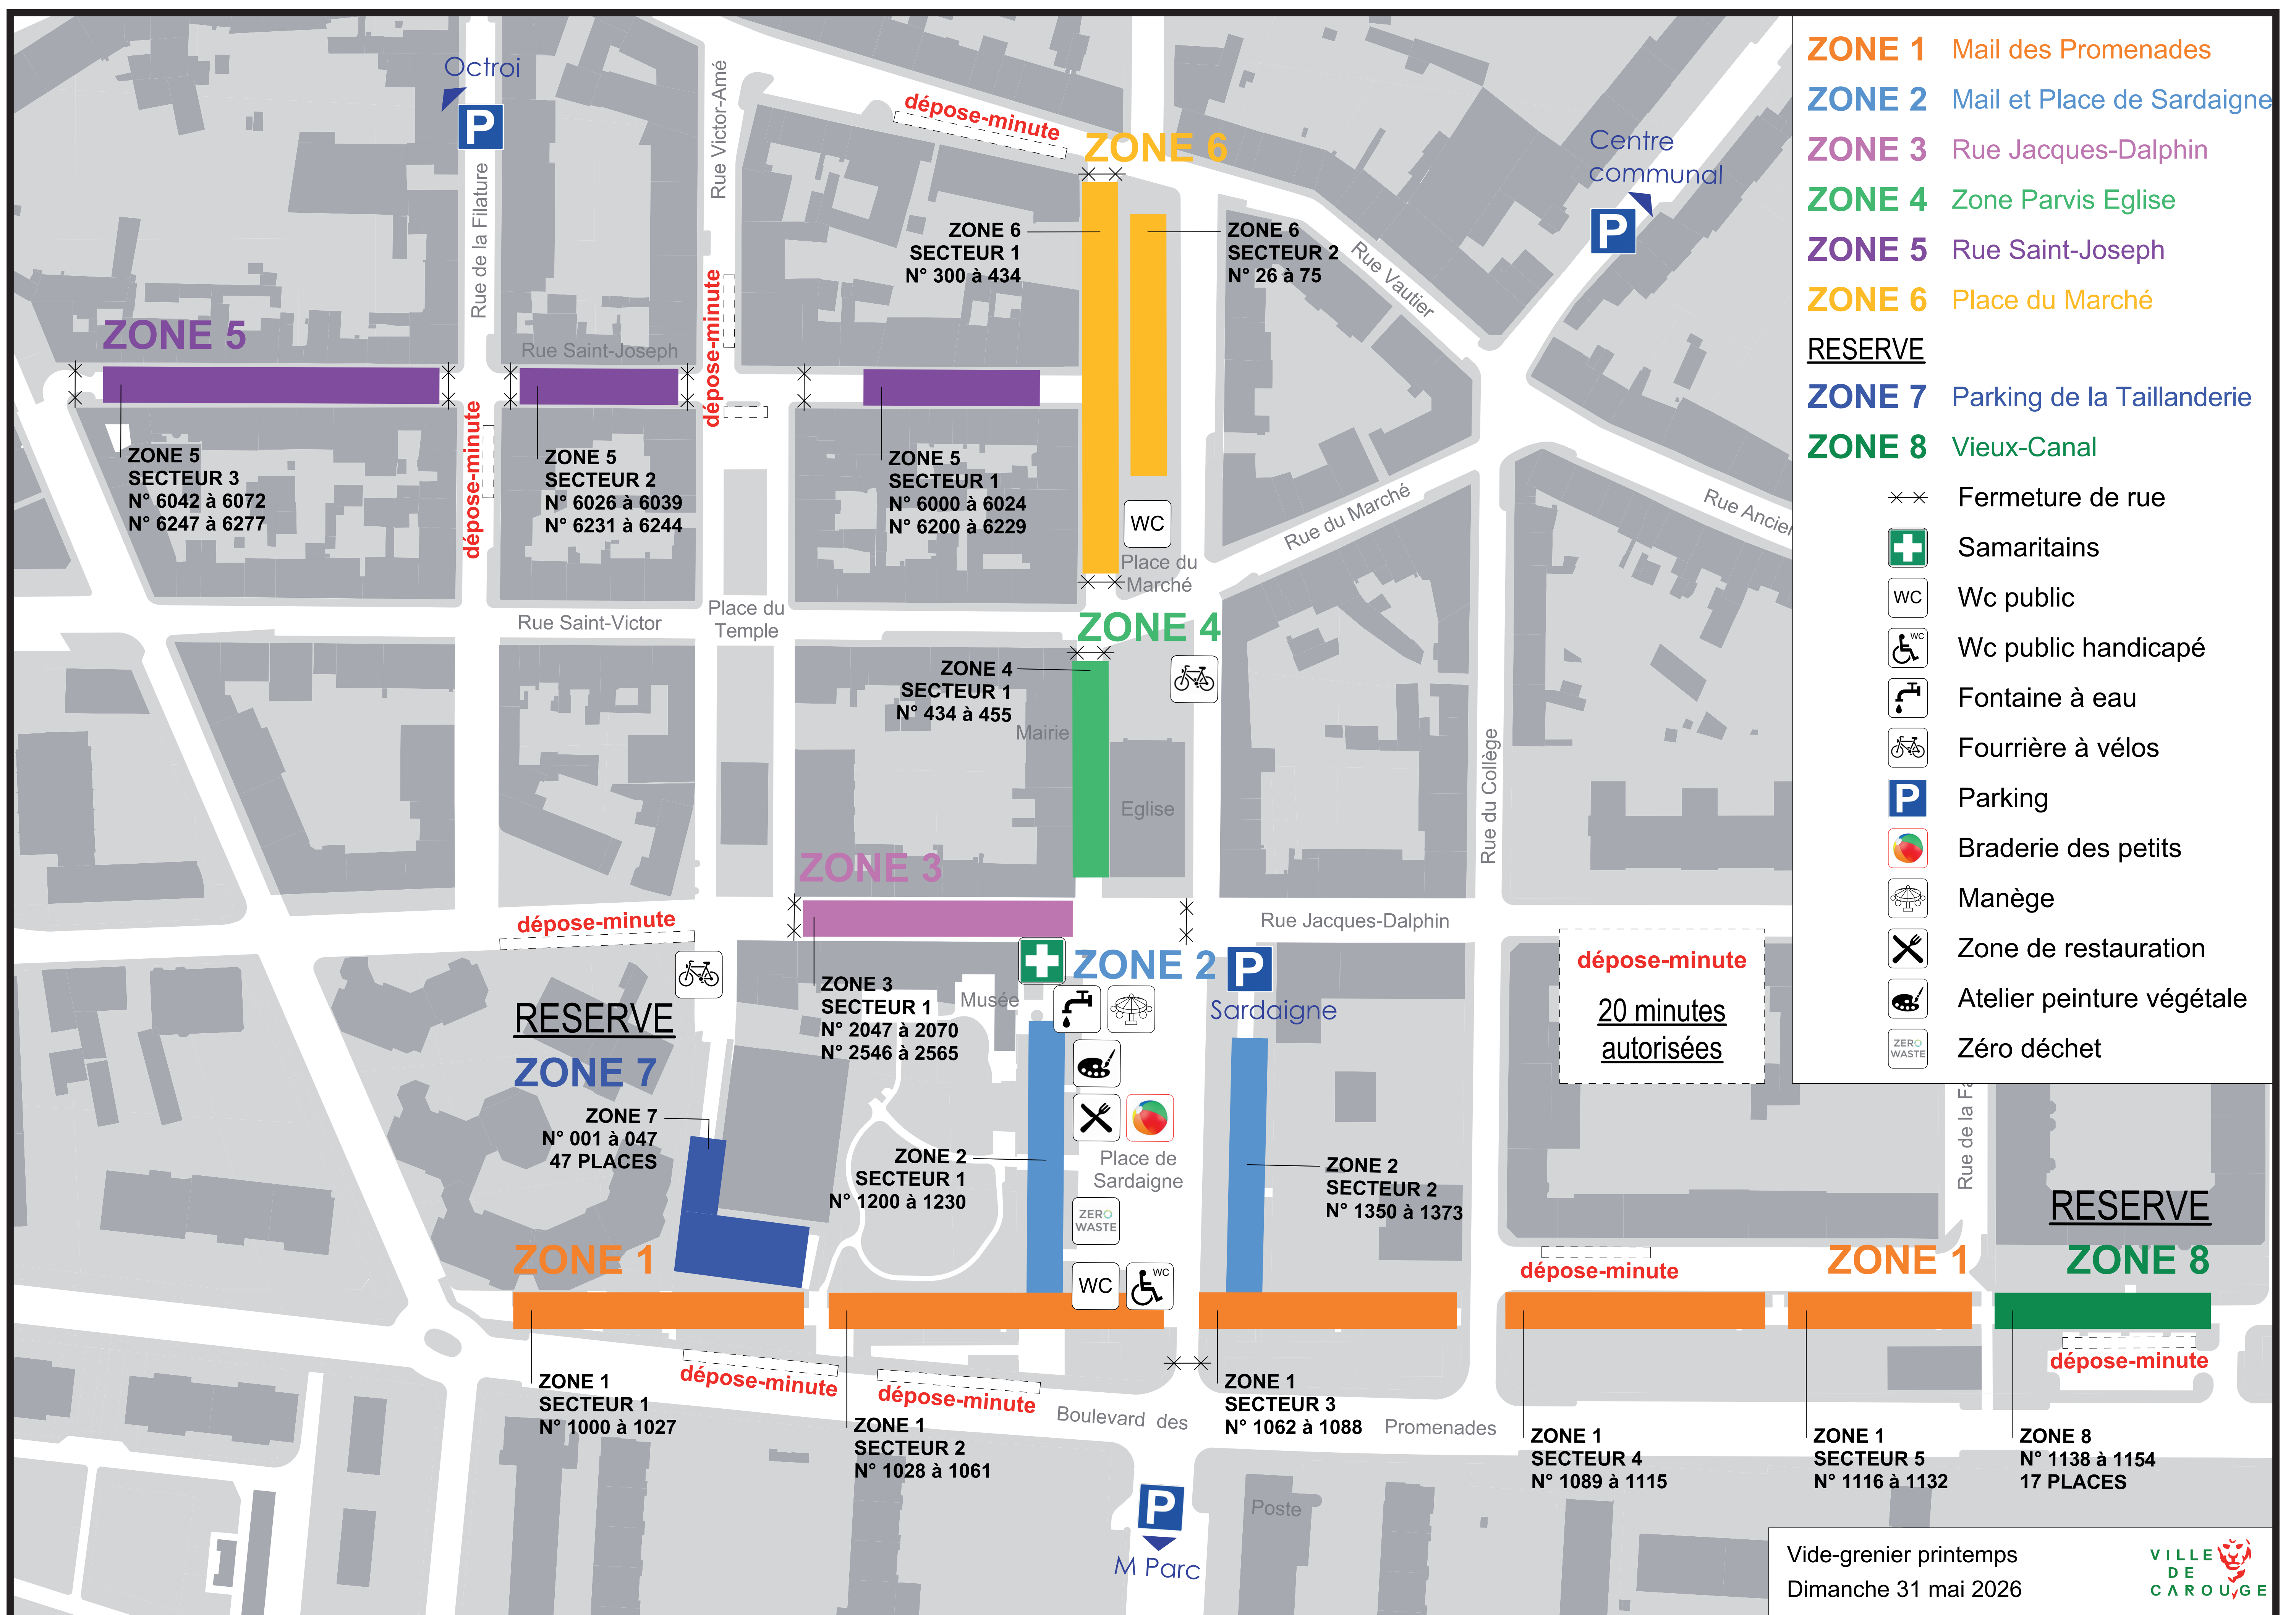 Octroi
P
Rue de la Filature
Rue Victor-Amé
dépose-minute
ZONE 6
Centre
communal
P
ZONE 6
SECTEUR 1
N° 300 à 434
ZONE 6
SECTEUR 2
N° 26 à 75
Rue Vautier
ZONE 5
Rue Saint-Joseph
dépose-minute
dépose-minute
ZONE 5
SECTEUR 3
N° 6042 à 6072
N° 6247 à 6277
ZONE 5
SECTEUR 2
N° 6026 à 6039
N° 6231 à 6244
ZONE 5
SECTEUR 1
N° 6000 à 6024
N° 6200 à 6229
WC
Place du
Marché
Rue du Marché
Rue Ancien
Rue Saint-Victor
Place du
Temple
ZONE 4
ZONE 4
SECTEUR 1
N° 434 à 455
Mairie
Eglise
Rue du Collège
ZONE 3
dépose-minute
Rue Jacques-Dalphin
ZONE 2
P
Sardaigne
Musée
ZONE 3
SECTEUR 1
N° 2047 à 2070
N° 2546 à 2565
RESERVE
ZONE 7
ZONE 7
N° 001 à 047
47 PLACES
ZONE 2
SECTEUR 1
N° 1200 à 1230
Place de
Sardaigne
ZERO
WASTE
WC
WC
ZONE 2
SECTEUR 2
N° 1350 à 1373
dépose-minute
20 minutes
autorisées
Rue de la Fa
RESERVE
ZONE 8
ZONE 1
ZONE 1
dépose-minute
dépose-minute
dépose-minute
dépose-minute
ZONE 1
SECTEUR 1
N° 1000 à 1027
ZONE 1
SECTEUR 2
N° 1028 à 1061
Boulevard des
Promenades
ZONE 1
SECTEUR 3
N° 1062 à 1088
ZONE 1
SECTEUR 4
N° 1089 à 1115
ZONE 1
SECTEUR 5
N° 1116 à 1132
ZONE 8
N° 1138 à 1154
17 PLACES
P
M Parc
Poste
ZONE 1 Mail des Promenades
ZONE 2 Mail et Place de Sardaigne
ZONE 3 Rue Jacques-Dalphin
ZONE 4 Zone Parvis Eglise
ZONE 5 Rue Saint-Joseph
ZONE 6 Place du Marché
RESERVE
ZONE 7 Parking de la Taillanderie
ZONE 8 Vieux-Canal
Fermeture de rue
Samaritains
WC Wc public
WC Wc public handicapé
Fontaine à eau
Fourrière à vélos
P Parking
Braderie des petits
Manège
Zone de restauration
Atelier peinture végétale
ZERO WASTE Zéro déchet
Vide-grenier printemps
Dimanche 31 mai 2026
VILLE
DE
CAROUGE